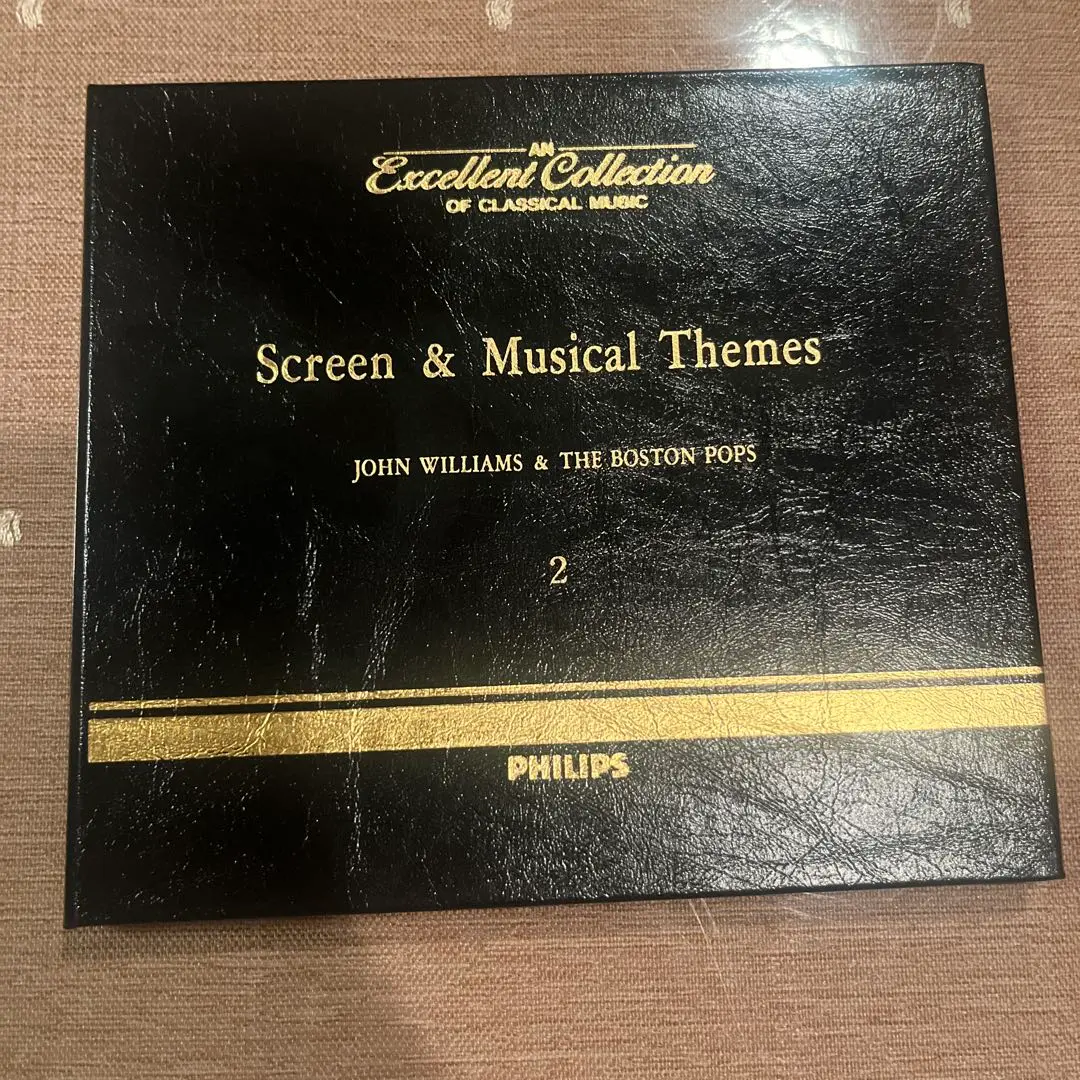 AN
Excellent Collection
OF CLASSICAL MUSIC
Screen & Musical Themes
JOHN WILLIAMS & THE BOSTON POPS
2
PHILIPS